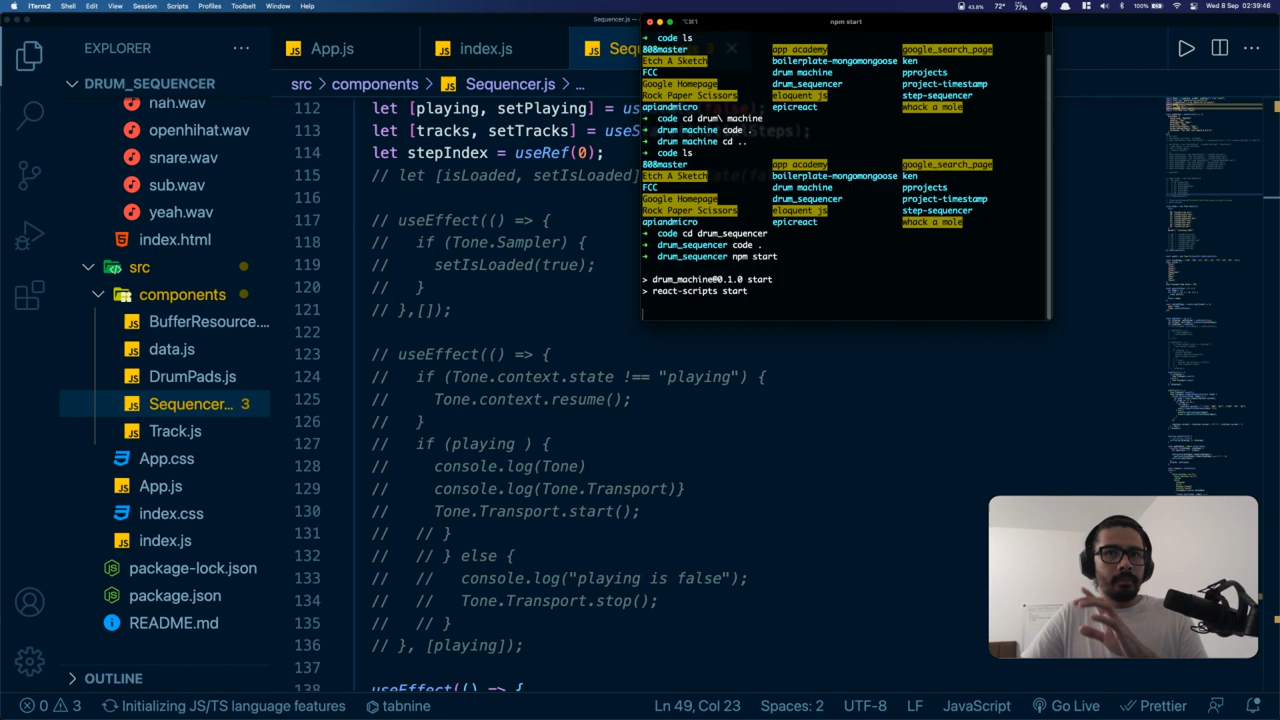 iTerm2 Shell Edit View Session Scripts Profiles Toolbelt Window Help
43.8% 72° 77% 100% Wed 8 Sep 02:39:46
Sequencer.js —
EXPLORER
App.js
index.js
Seq
DRUM_SEQUENCER
src > components > Sequencer.js > ...
nah.wav
openhihat.wav
snare.wav
sub.wav
yeah.wav
index.html
src
components
BufferResource....
data.js
DrumPads.js
Sequencer... 3
Track.js
App.css
App.js
index.css
index.js
package-lock.json
package.json
README.md
OUTLINE
112 let [playing, setPlaying] = us
113 let [tracks, setTracks] = useS
114 let stepIndex = useRef(0);
116
117 // useEffect(() => {
120 // }
121 // },[]);
122
123 // useEffect(() => {
124 // if (Tone.context.state !== "playing") {
125 // Tone.context.resume();
126 // }
127 // if (playing ) {
128 // console.log(Tone);
129 // console.log(Tone.Transport)}
130 // Tone.Transport.start();
131 // // }
132 // // } else {
133 // // console.log("playing is false");
134 // // Tone.Transport.stop();
135 // // }
136 // }, [playing]);
137
138 useEffect(() => {
⌥⌘1 npm start
➜ code ls
808master app academy google_search_page
Etch A Sketch boilerplate-mongomongoose ken
FCC drum machine pprojects
Google Homepage drum_sequencer project-timestamp
Rock Paper Scissors eloquent js step-sequencer
apiandmicro epicreact whack a mole
➜ code cd drum\ machine
➜ drum machine code .
➜ drum machine cd ..
➜ code ls
808master app academy google_search_page
Etch A Sketch boilerplate-mongomongoose ken
FCC drum machine pprojects
Google Homepage drum_sequencer project-timestamp
Rock Paper Scissors eloquent js step-sequencer
apiandmicro epicreact whack a mole
➜ code cd drum_sequencer
➜ drum_sequencer code .
➜ drum_sequencer npm start
> drum_machine@0.1.0 start
> react-scripts start
0 3 Initializing JS/TS language features tabnine Ln 49, Col 23 Spaces: 2 UTF-8 LF JavaScript Go Live Prettier